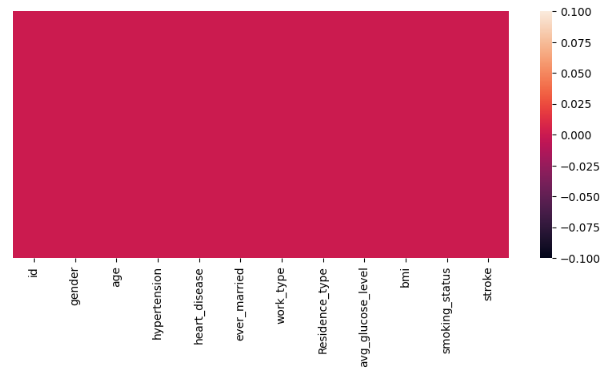 0.100
0.075
0.050
0.025
0.000
−0.025
−0.050
−0.075
−0.100
id
gender
age
hypertension
heart_disease
ever_married
work_type
Residence_type
avg_glucose_level
bmi
smoking_status
stroke